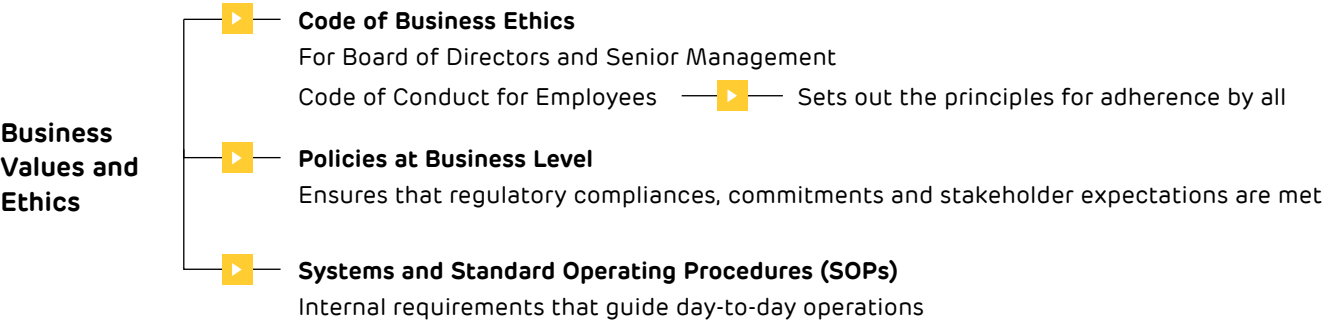 Business
Values and
Ethics
Code of Business Ethics
For Board of Directors and Senior Management
Code of Conduct for Employees
Sets out the principles for adherence by all
Policies at Business Level
Ensures that regulatory compliances, commitments and stakeholder expectations are met
Systems and Standard Operating Procedures (SOPs)
Internal requirements that guide day-to-day operations